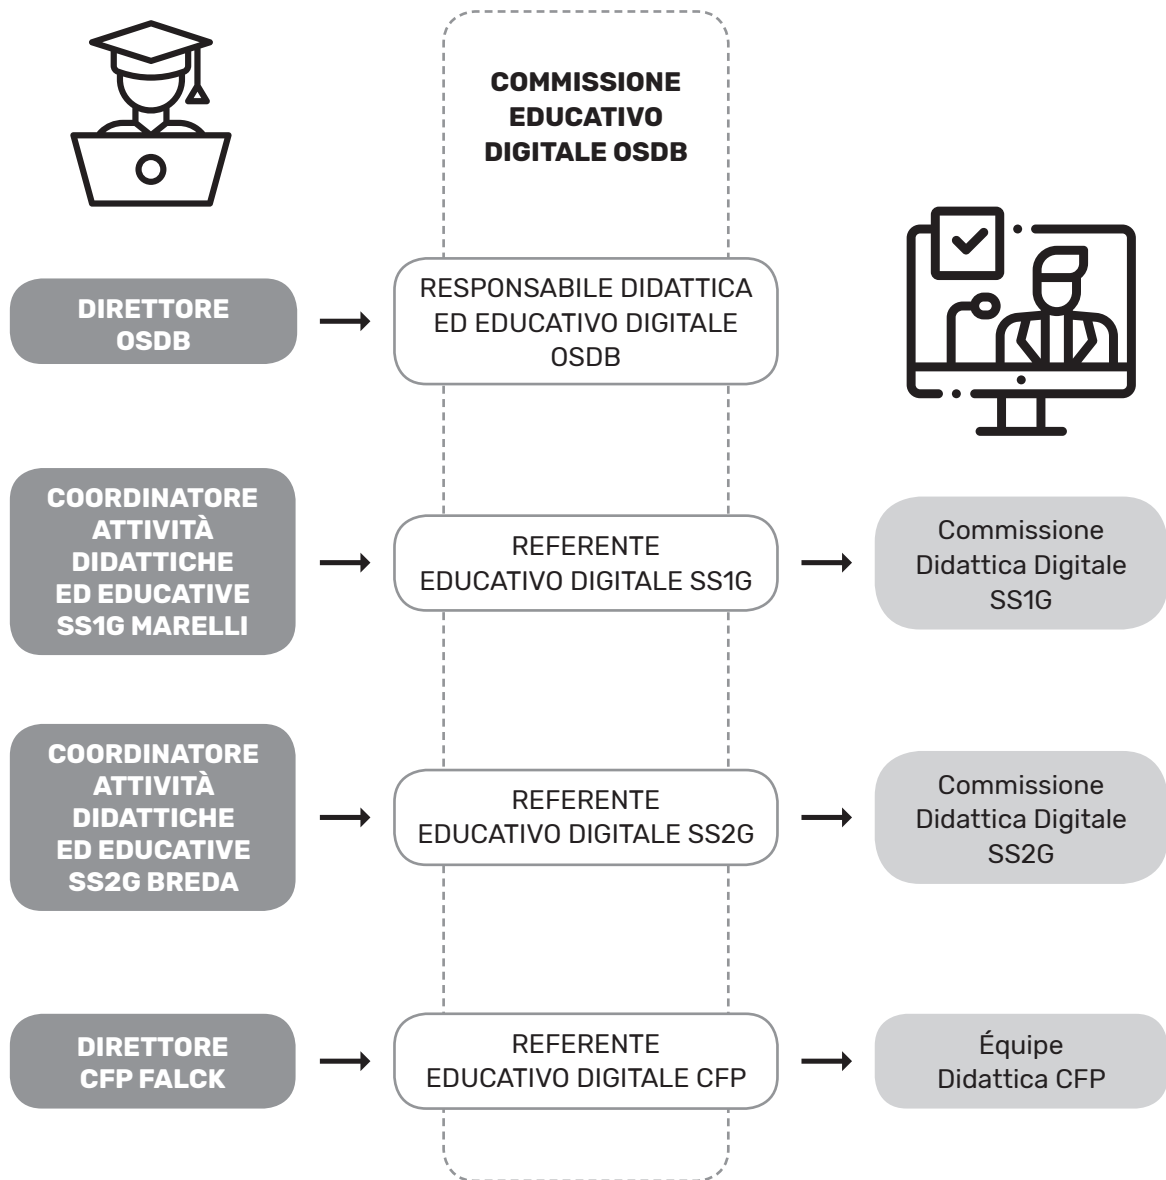 COMMISSIONE
EDUCATIVO
DIGITALE OSDB
DIRETTORE
OSDB
RESPONSABILE DIDATTICA
ED EDUCATIVO DIGITALE
OSDB
COORDINATORE
ATTIVITÀ
DIDATTICHE
ED EDUCATIVE
SS1G MARELLI
REFERENTE
EDUCATIVO DIGITALE SS1G
Commissione
Didattica Digitale
SS1G
COORDINATORE
ATTIVITÀ
DIDATTICHE
ED EDUCATIVE
SS2G BREDA
REFERENTE
EDUCATIVO DIGITALE SS2G
Commissione
Didattica Digitale
SS2G
DIRETTORE
CFP FALCK
REFERENTE
EDUCATIVO DIGITALE CFP
Équipe
Didattica CFP